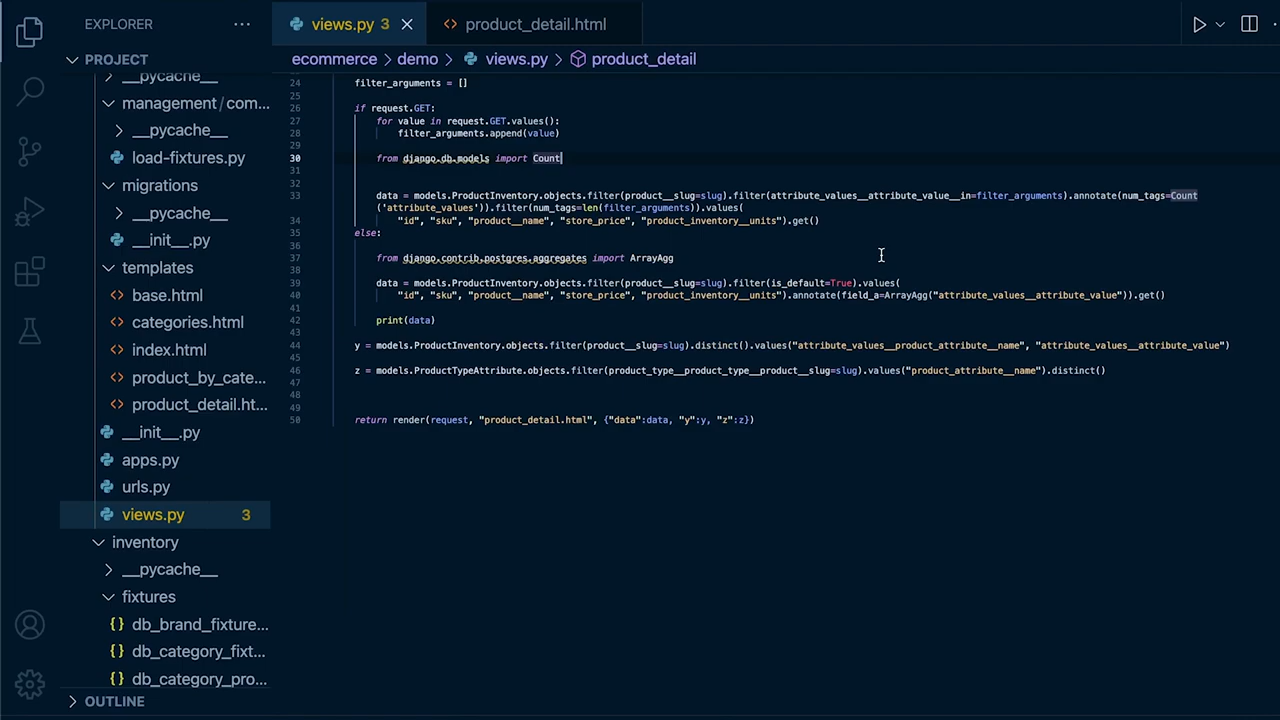 EXPLORER
PROJECT
__pycache__
management/com...
__pycache__
load-fixtures.py
migrations
__pycache__
__init__.py
templates
base.html
categories.html
index.html
product_by_cate...
product_detail.ht...
__init__.py
apps.py
urls.py
views.py 3
inventory
__pycache__
fixtures
{} db_brand_fixture...
{} db_category_fixt...
{} db_category_pro...
OUTLINE
views.py 3 product_detail.html
ecommerce > demo > views.py > product_detail
24 filter_arguments = []
25
26 if request.GET:
27 for value in request.GET.values():
28 filter_arguments.append(value)
30 from django.db.models import Count
31
32
33 data = models.ProductInventory.objects.filter(product__slug=slug).filter(attribute_values__attribute_value__in=filter_arguments).annotate(num_tags=Count
('attribute_values')).filter(num_tags=len(filter_arguments)).values(
34 "id", "sku", "product__name", "store_price", "product_inventory__units").get()
35 else:
36
37 from django.contrib.postgres.aggregates import ArrayAgg
38
39 data = models.ProductInventory.objects.filter(product__slug=slug).filter(is_default=True).values(
40 "id", "sku", "product__name", "store_price", "product_inventory__units").annotate(field_a=ArrayAgg("attribute_values__attribute_value")).get()
41
42 print(data)
43
44 y = models.ProductInventory.objects.filter(product__slug=slug).distinct().values("attribute_values__product_attribute__name", "attribute_values__attribute_value")
45
46 z = models.ProductTypeAttribute.objects.filter(product_type__product_type__product__slug=slug).values("product_attribute__name").distinct()
47
48
49
50 return render(request, "product_detail.html", {"data":data, "y":y, "z":z})